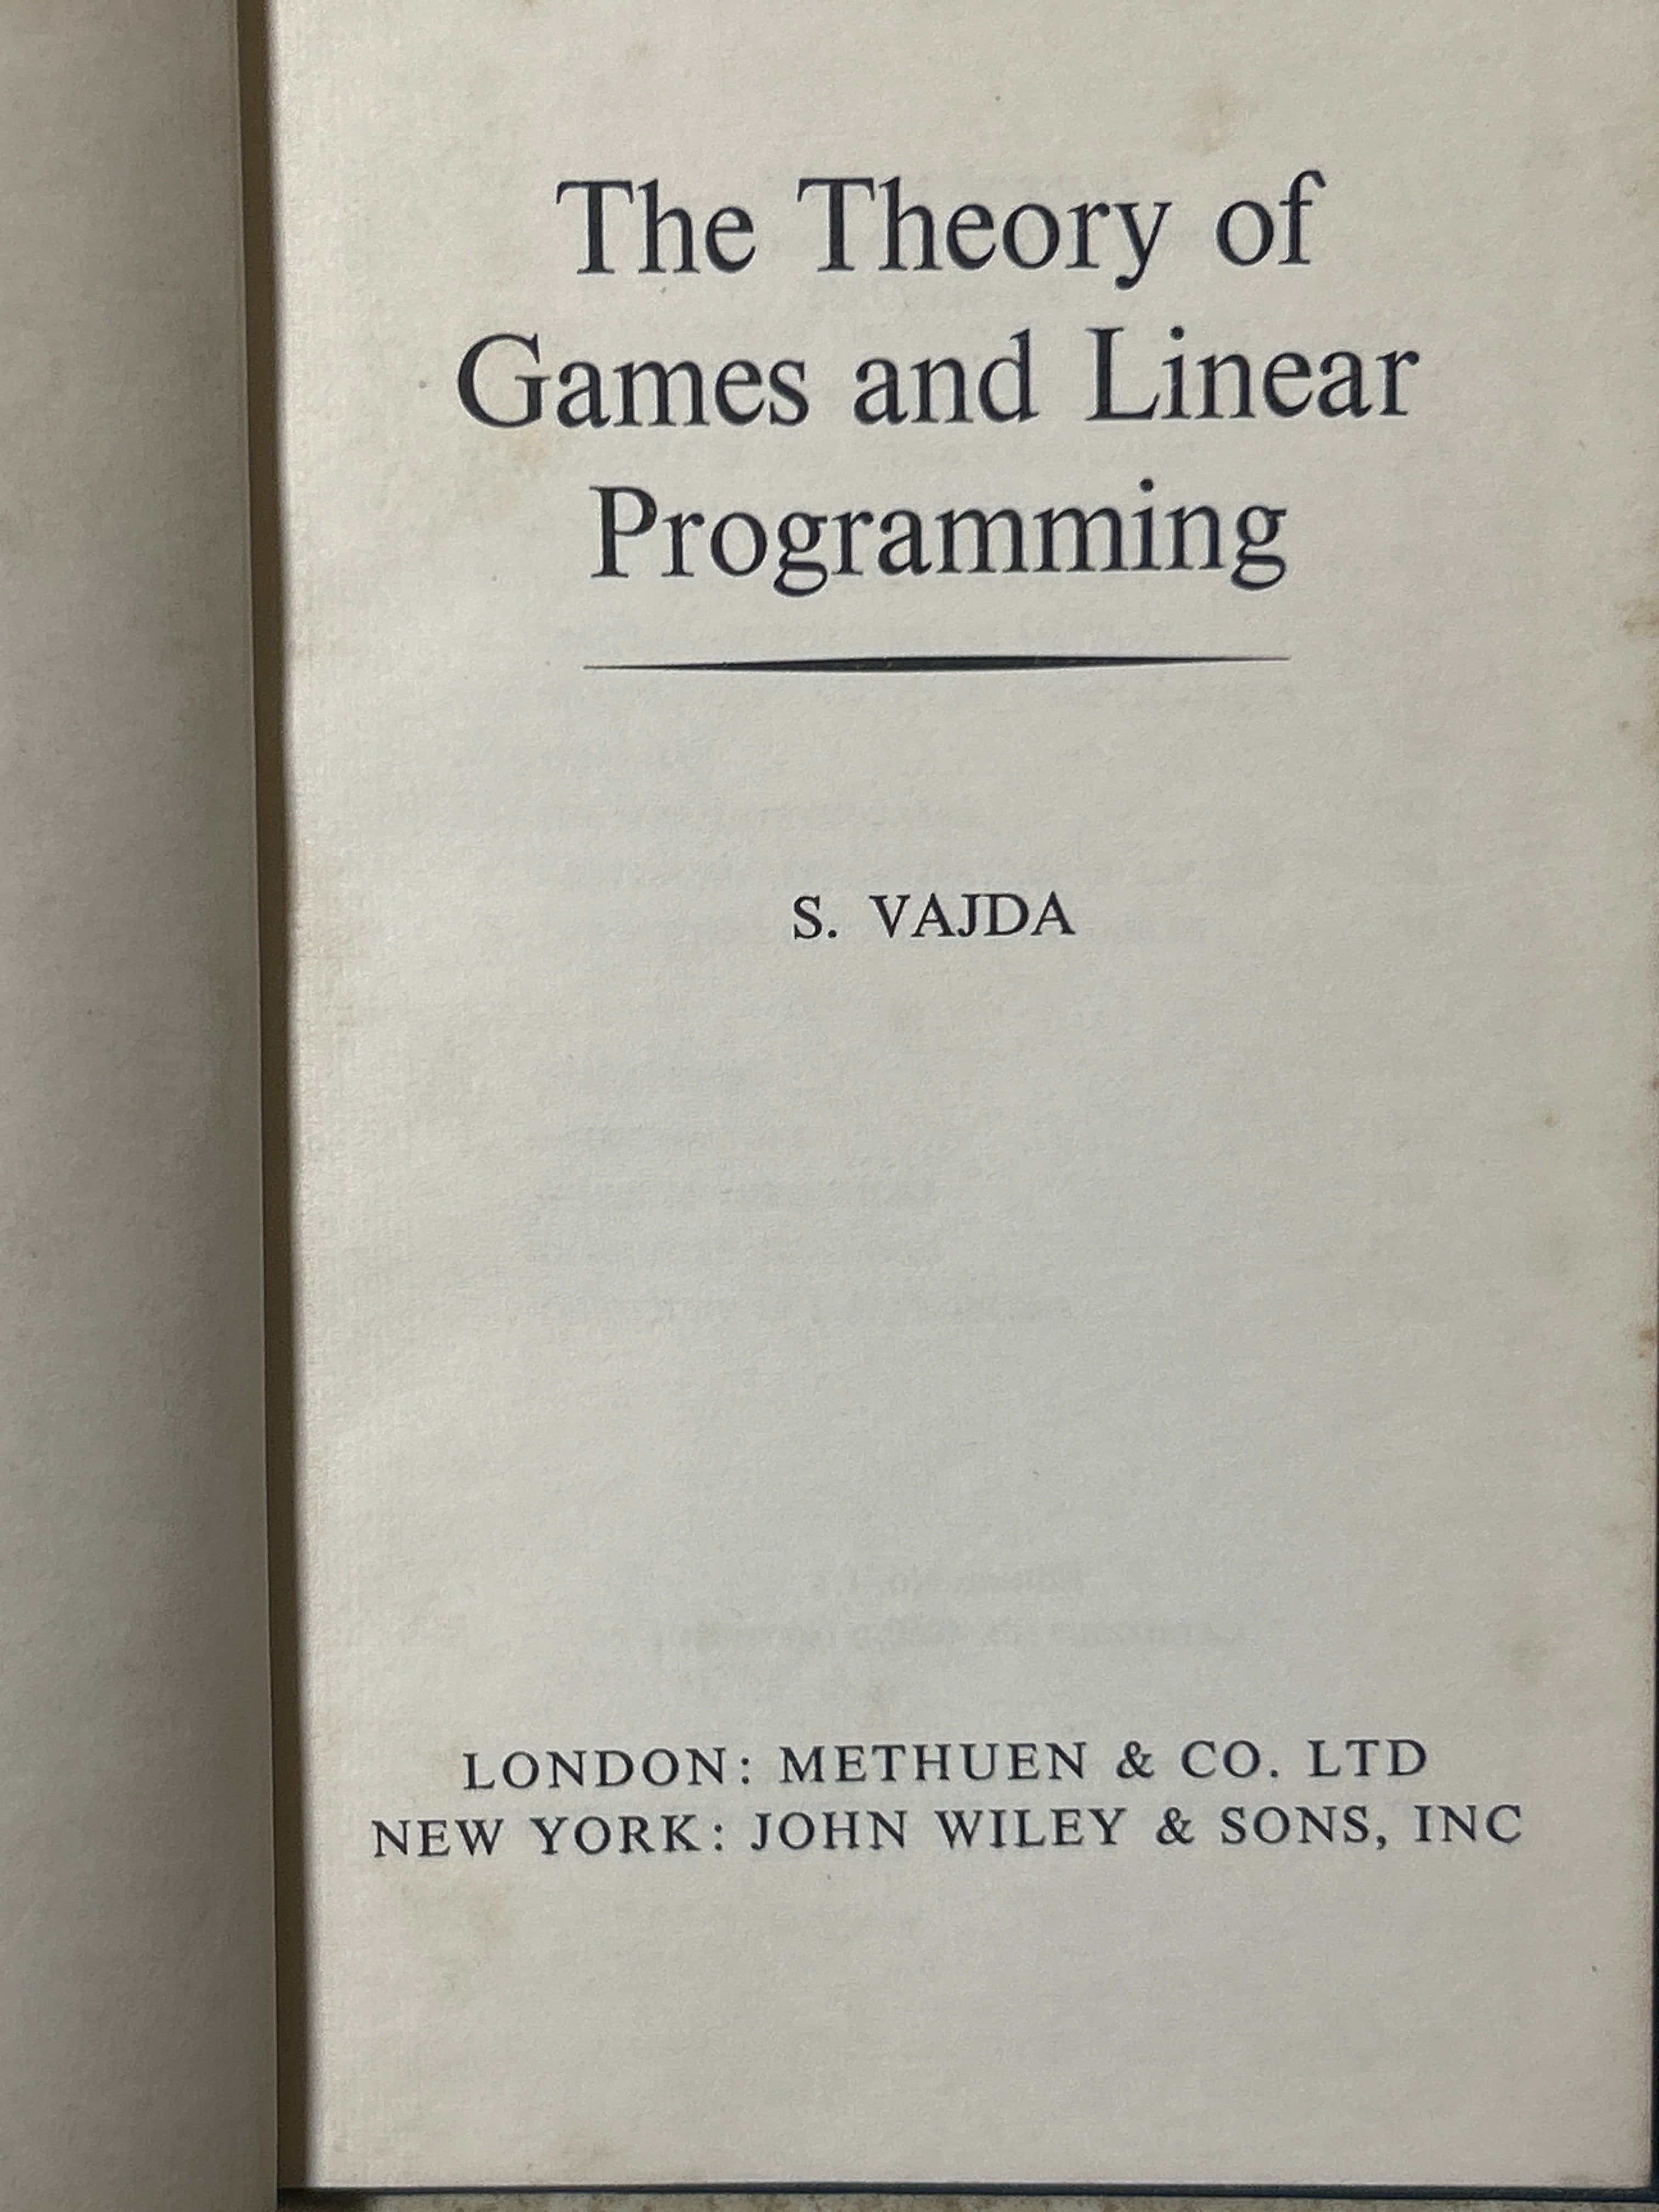 The Theory of
Games and Linear
Programming
S. VAJDA
LONDON: METHUEN & CO. LTD
NEW YORK: JOHN WILEY & SONS, INC